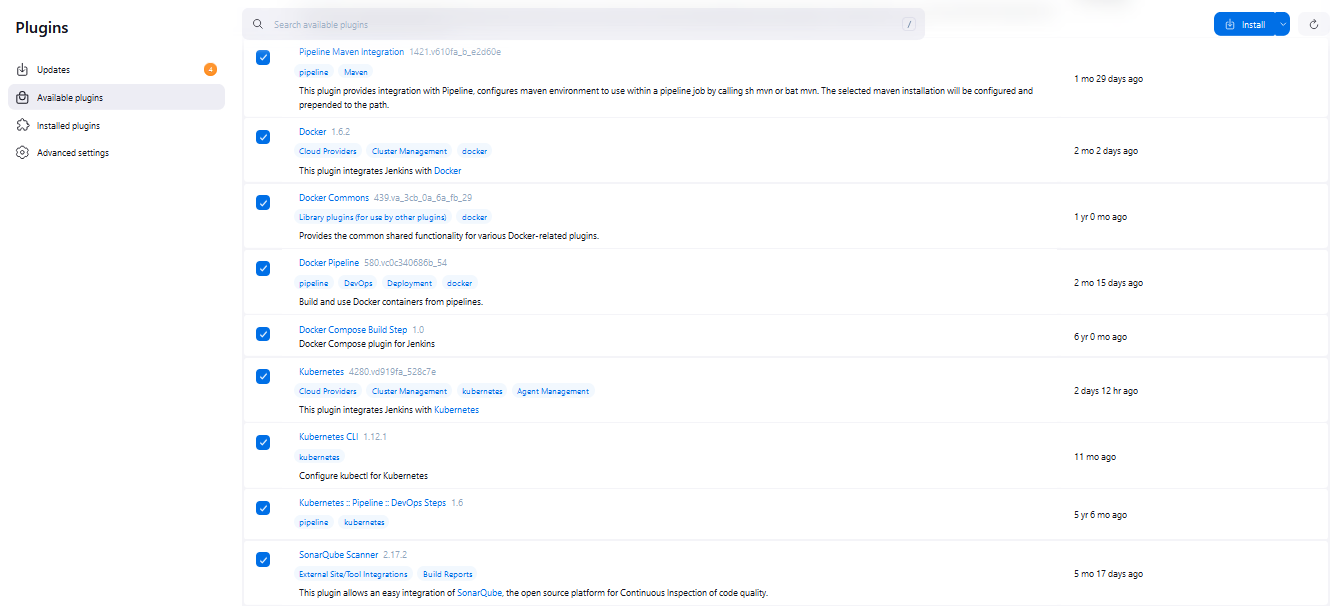 Plugins
Search available plugins
/
Install
Updates
4
Available plugins
Installed plugins
Advanced settings
Pipeline Maven Integration 1421.v610fa_b_e2d60e
pipeline Maven
This plugin provides integration with Pipeline, configures maven environment to use within a pipeline job by calling sh mvn or bat mvn. The selected maven installation will be configured and
prepended to the path.
1 mo 29 days ago
Docker 1.6.2
Cloud Providers Cluster Management docker
This plugin integrates Jenkins with Docker
2 mo 2 days ago
Docker Commons 439.va_3cb_0a_6a_fb_29
Library plugins (for use by other plugins) docker
Provides the common shared functionality for various Docker-related plugins.
1 yr 0 mo ago
Docker Pipeline 580.vc0c340686b_54
pipeline DevOps Deployment docker
Build and use Docker containers from pipelines.
2 mo 15 days ago
Docker Compose Build Step 1.0
Docker Compose plugin for Jenkins
6 yr 0 mo ago
Kubernetes 4280.vd919fa_528c7e
Cloud Providers Cluster Management kubernetes Agent Management
This plugin integrates Jenkins with Kubernetes
2 days 12 hr ago
Kubernetes CLI 1.12.1
kubernetes
Configure kubectl for Kubernetes
11 mo ago
Kubernetes :: Pipeline :: DevOps Steps 1.6
pipeline kubernetes
5 yr 6 mo ago
SonarQube Scanner 2.17.2
External Site/Tool Integrations Build Reports
This plugin allows an easy integration of SonarQube, the open source platform for Continuous Inspection of code quality.
5 mo 17 days ago